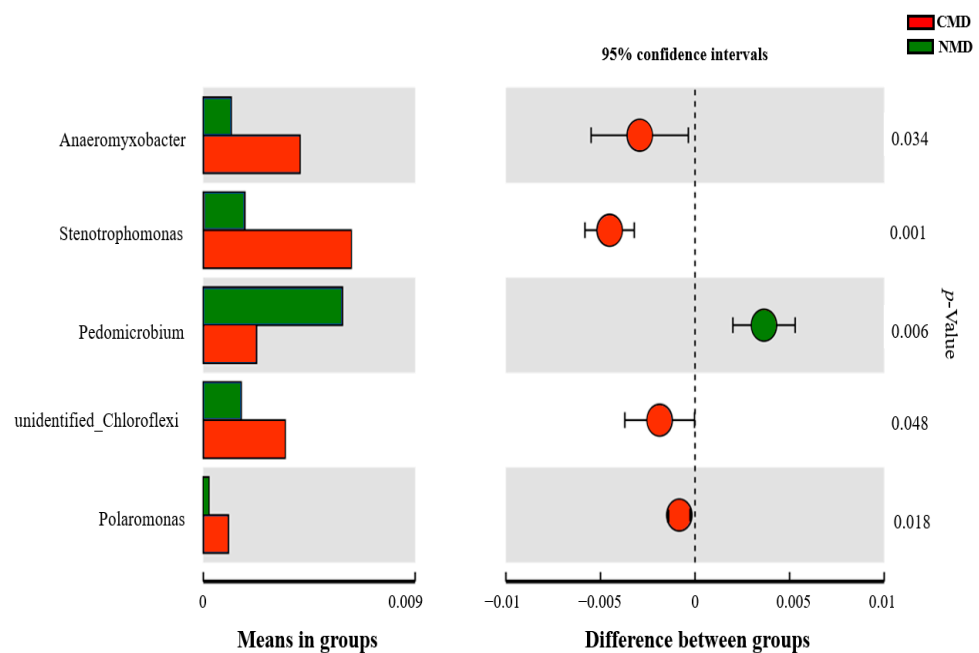 CMD
NMD
95% confidence intervals
Anaeromyxobacter
0.034
Stenotrophomonas
0.001
Pedomicrobium
0.006
p-Value
unidentified_Chloroflexi
0.048
Polaromonas
0.018
0 0.009 −0.01 −0.005 0 0.005 0.01
Means in groups Difference between groups